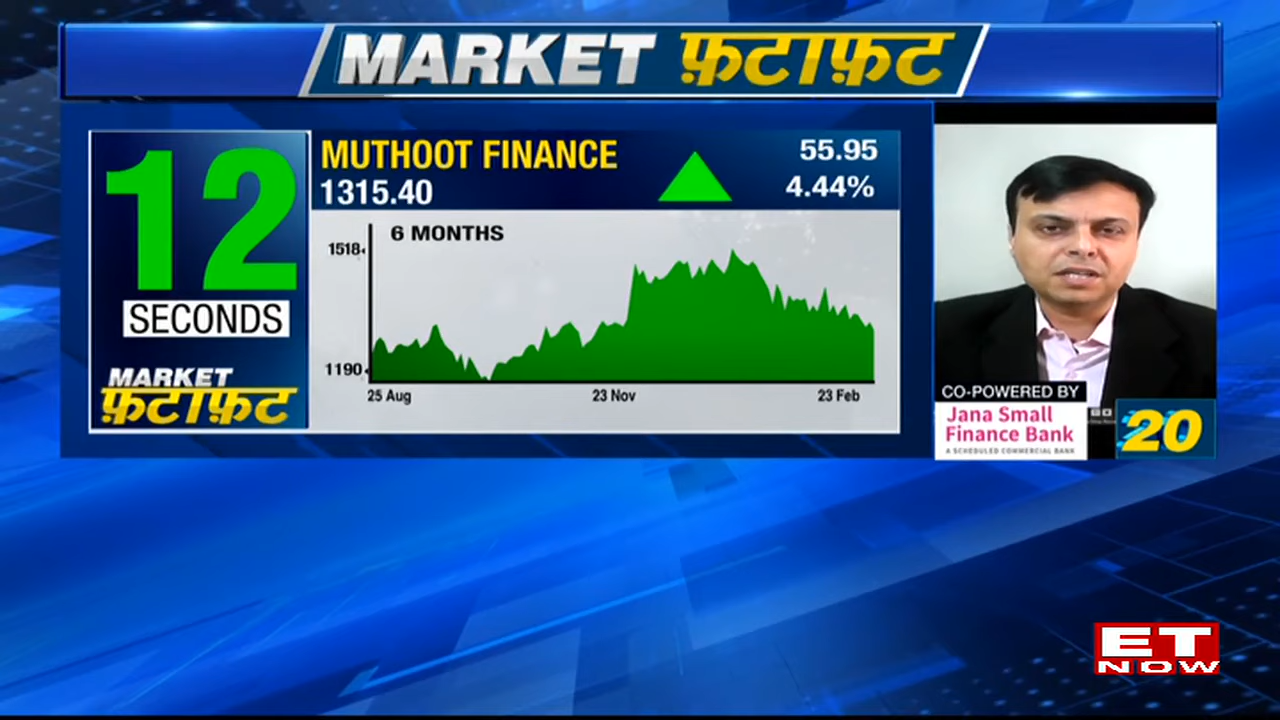 MARKET फ़टाफ़ट
12
SECONDS
MARKET
फ़टाफ़ट
MUTHOOT FINANCE
1315.40
55.95
4.44%
6 MONTHS
1518
1190
25 Aug
23 Nov
23 Feb
CO-POWERED BY
Jana Small
Finance Bank
A SCHEDULED COMMERCIAL BANK
20
ET
NOW